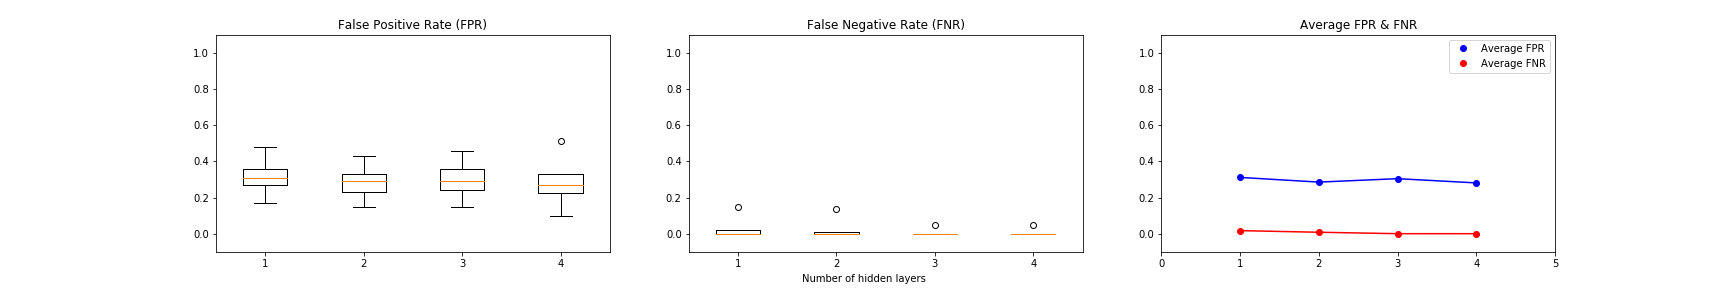 False Positive Rate (FPR)
1.0
0.8
0.6
0.4
0.2
0.0
1 2 3 4
False Negative Rate (FNR)
1.0
0.8
0.6
0.4
0.2
0.0
1 2 3 4
Number of hidden layers
Average FPR & FNR
Average FPR
Average FNR
1.0
0.8
0.6
0.4
0.2
0.0
0 1 2 3 4 5